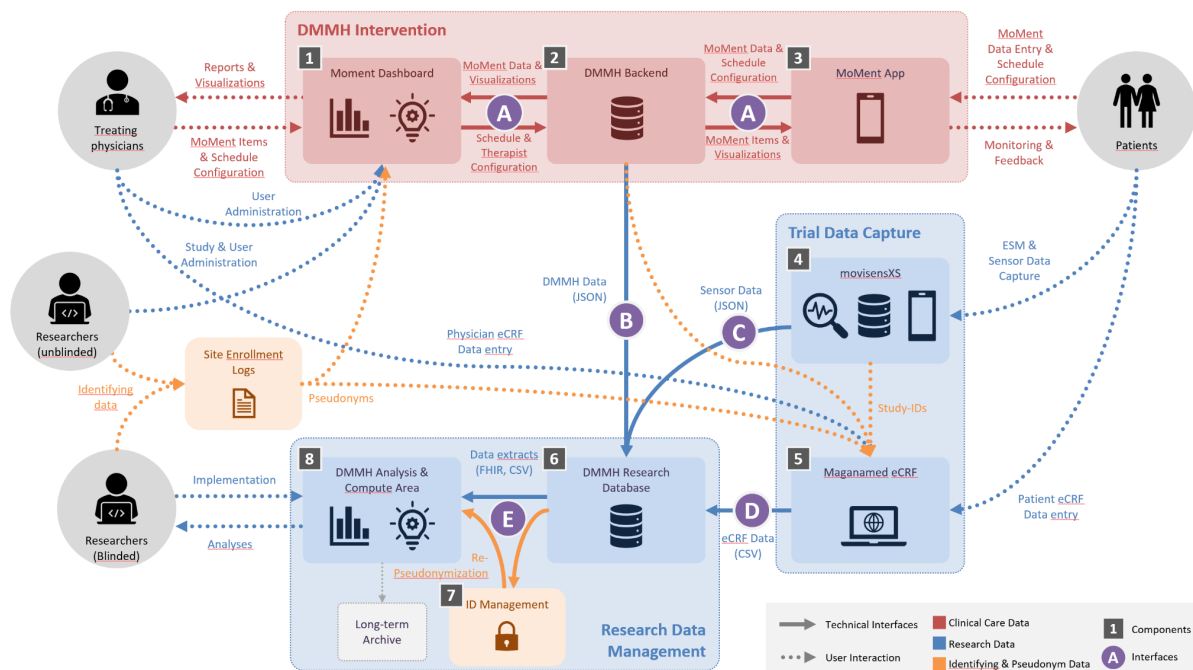 DMMH Intervention
1
Moment Dashboard
2
DMMH Backend
3
MoMent App
Reports &
Visualizations
MoMent Data &
Visualizations
MoMent Data &
Schedule
Configuration
MoMent
Data Entry &
Schedule
Configuration
A
A
Treating
physicians
MoMent Items
& Schedule
Configuration
Schedule &
Therapist
Configuration
MoMent Items
& Visualizations
Monitoring &
Feedback
Patients
User
Administration
Study & User
Administration
Trial Data Capture
4
movisensXS
ESM &
Sensor Data
Capture
DMMH Data
(JSON)
Sensor Data
(JSON)
B
C
Researchers
(unblinded)
Physician eCRF
Data entry
Site Enrollment
Logs
Identifying
data
Pseudonyms
Study-IDs
8
DMMH Analysis &
Compute Area
Data extracts
(FHIR, CSV)
6
DMMH Research
Database
5
Maganamed eCRF
Implementation
E
D
Patient eCRF
Data entry
Researchers
(Blinded)
Analyses
eCRF Data
(CSV)
Re-
Pseudonymization
7
ID Management
Long-term
Archive
Research Data
Management
Technical Interfaces
User Interaction
Clinical Care Data
Research Data
Identifying & Pseudonym Data
1
Components
A
Interfaces